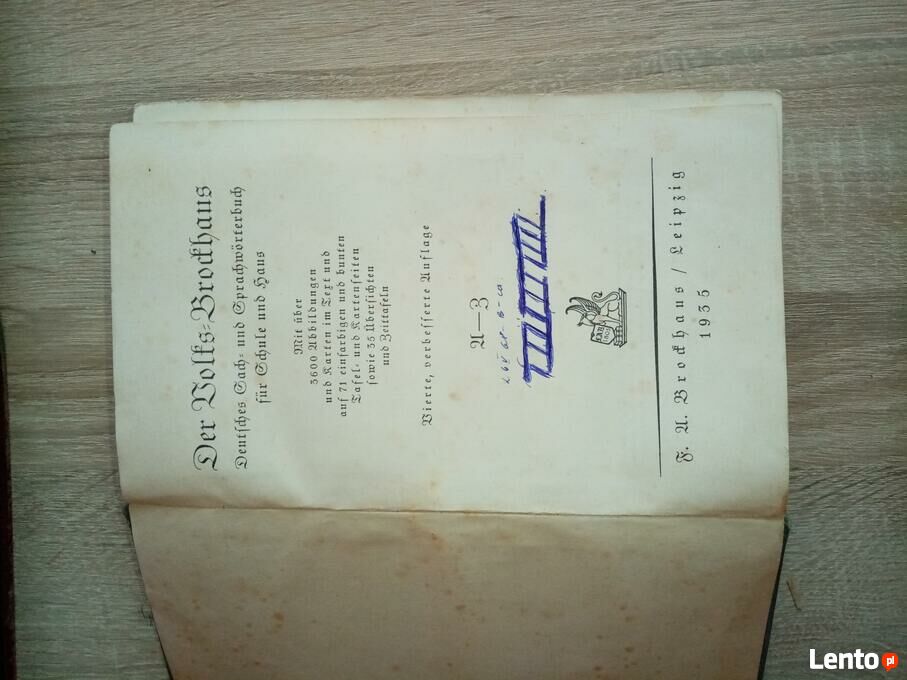 Der Volks-Brockhaus
Deutsches Sach- und Sprachwörterbuch
für Schule und Haus
Mit über
3600 Abbildungen
und Karten im Text und
auf 71 einfarbigen und bunten
Tafel- und Kartenseiten
sowie 35 Übersichten
und Zeittafeln
Vierte, verbesserte Auflage
A—Z
F. A. Brockhaus / Leipzig
1935
Lento pl